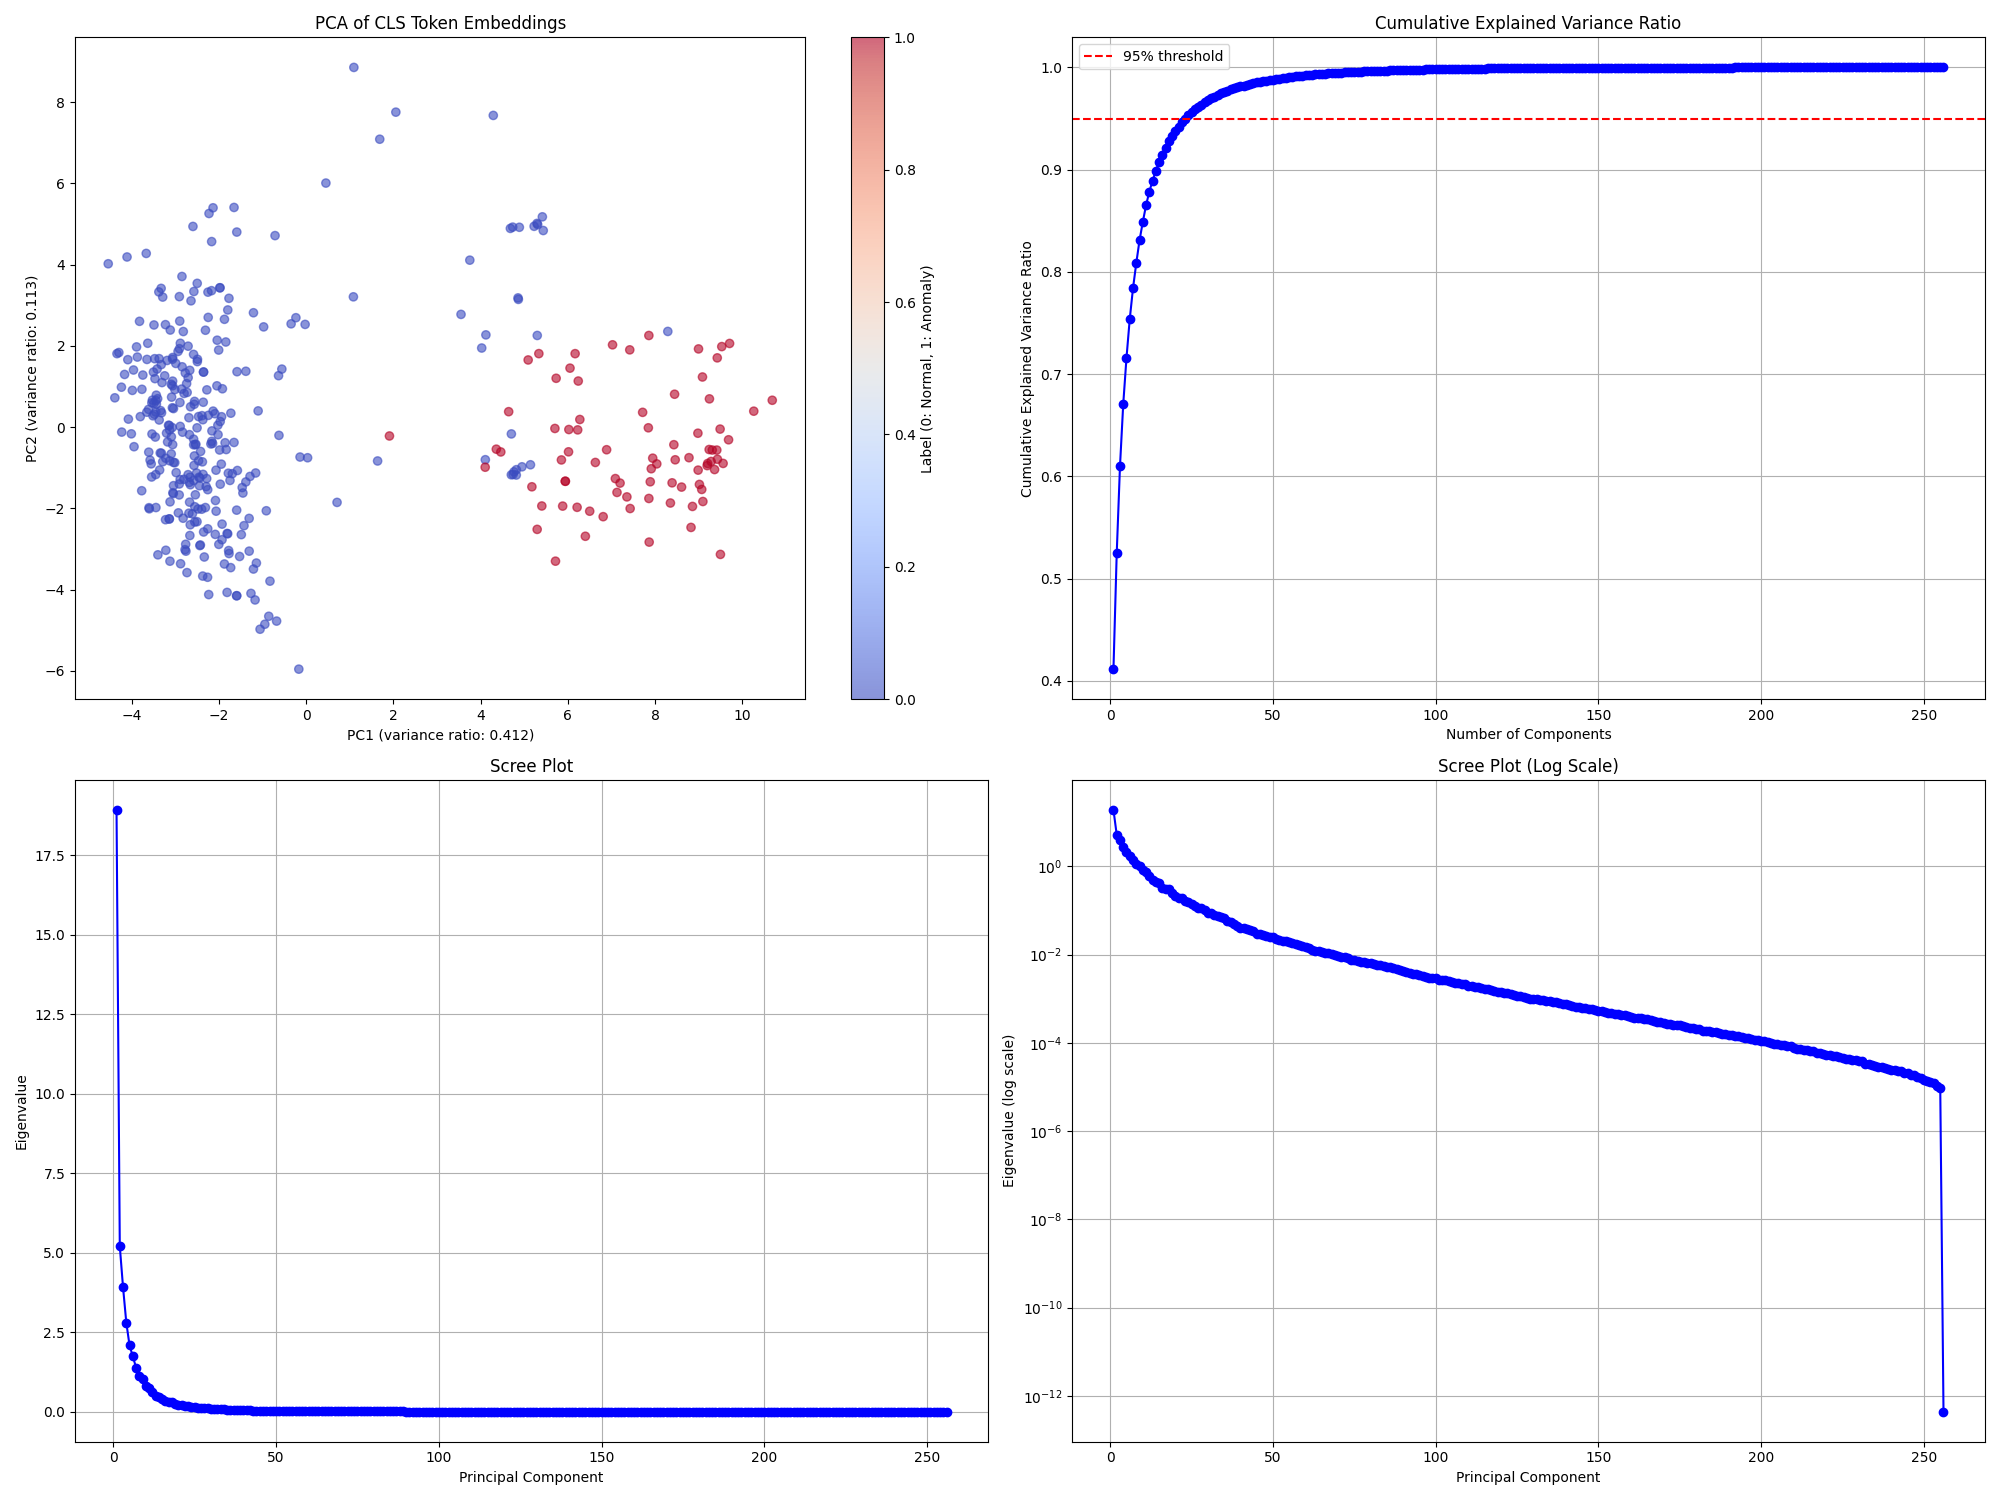 PCA of CLS Token Embeddings
8
6
4
2
0
−2
−4
−6
PC2 (variance ratio: 0.113)
−4 −2 0 2 4 6 8 10
PC1 (variance ratio: 0.412)
1.0
0.8
0.6
0.4
0.2
0.0
Label (0: Normal, 1: Anomaly)
Cumulative Explained Variance Ratio
95% threshold
1.0
0.9
0.8
0.7
0.6
0.5
0.4
Cumulative Explained Variance Ratio
0 50 100 150 200 250
Number of Components
Scree Plot
17.5
15.0
12.5
10.0
7.5
5.0
2.5
0.0
Eigenvalue
0 50 100 150 200 250
Principal Component
Scree Plot (Log Scale)
10⁰
10⁻²
10⁻⁴
10⁻⁶
10⁻⁸
10⁻¹⁰
10⁻¹²
Eigenvalue (log scale)
0 50 100 150 200 250
Principal Component